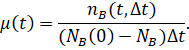 μ(t) = n_B(t, Δt) / ((N_B(0) − N_B)Δt).